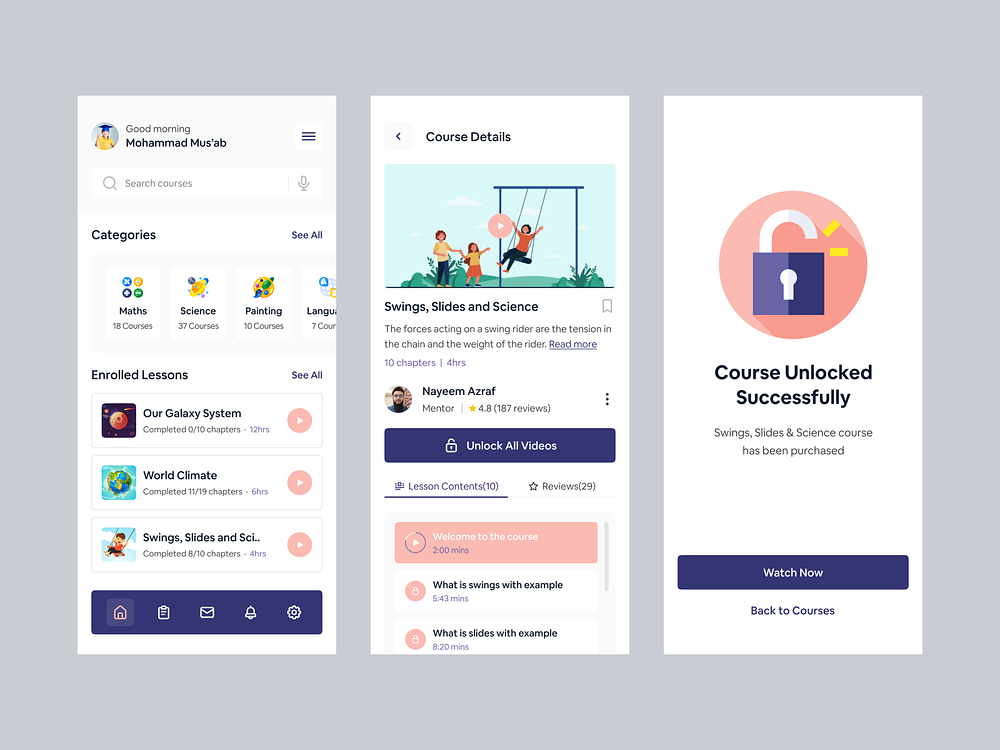 Good morning
Mohammad Mus'ab
Search courses
Categories
See All
Maths
18 Courses
Science
37 Courses
Painting
10 Courses
Langua
7 Cour
Enrolled Lessons
See All
Our Galaxy System
Completed 0/10 chapters - 12hrs
World Climate
Completed 11/19 chapters - 6hrs
Swings, Slides and Sci..
Completed 8/10 chapters - 4hrs
Course Details
Swings, Slides and Science
The forces acting on a swing rider are the tension in
the chain and the weight of the rider. Read more
10 chapters | 4hrs
Nayeem Azraf
Mentor | 4.8 (187 reviews)
Unlock All Videos
Lesson Contents(10)
Reviews(29)
Welcome to the course
2:00 mins
What is swings with example
5:43 mins
What is slides with example
8:20 mins
Course Unlocked
Successfully
Swings, Slides & Science course
has been purchased
Watch Now
Back to Courses